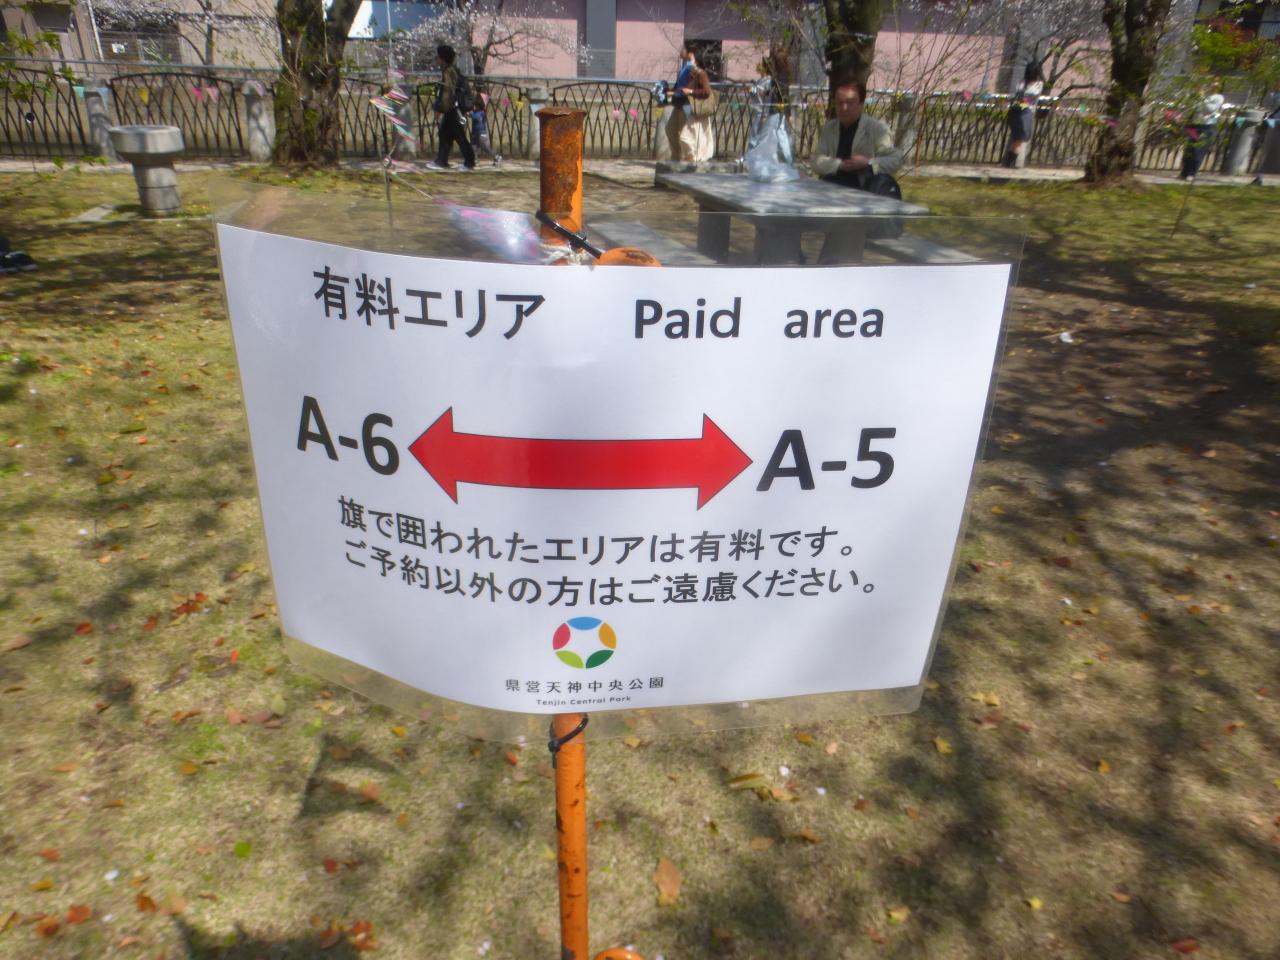 有料エリア Paid area
A-6 A-5
旗で囲われたエリアは有料です。
ご予約以外の方はご遠慮ください。
県営天神中央公園
Tenjin Central Park